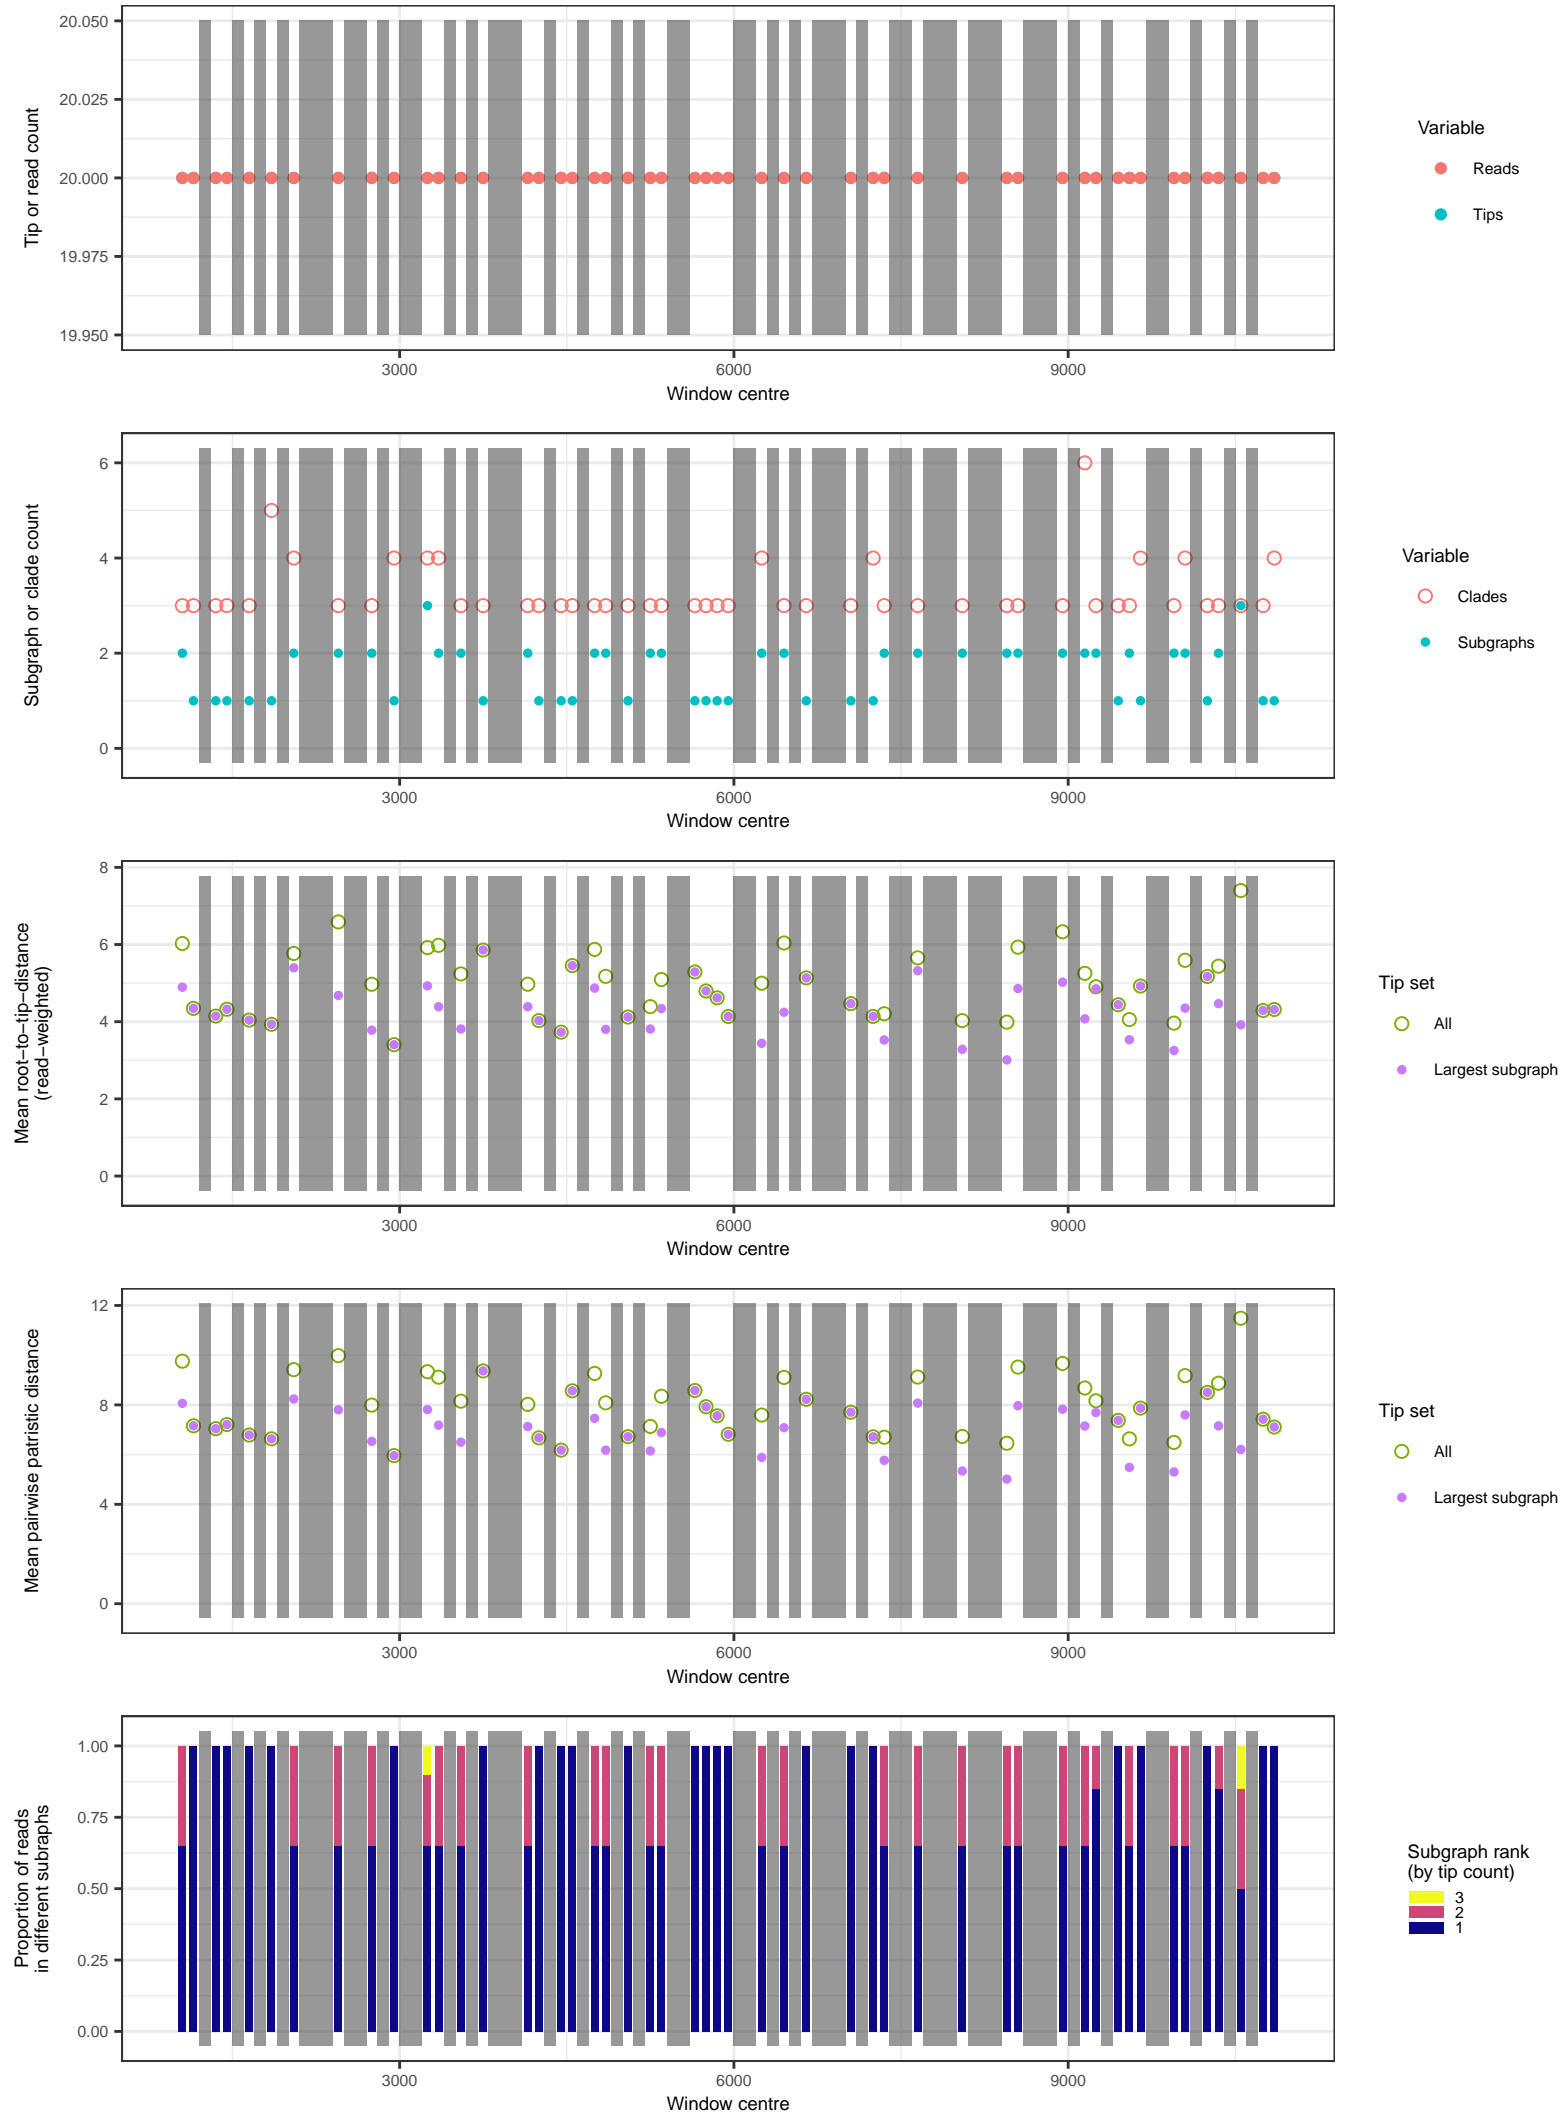 20.050
20.025
20.000
19.975
19.950
Tip or read count
3000 6000 9000
Window centre
Variable
Reads
Tips
6
4
2
0
Subgraph or clade count
3000 6000 9000
Window centre
Variable
Clades
Subgraphs
8
6
4
2
0
Mean root−to−tip−distance
(read−weighted)
3000 6000 9000
Window centre
Tip set
All
Largest subgraph
12
8
4
0
Mean pairwise patristic distance
3000 6000 9000
Window centre
Tip set
All
Largest subgraph
1.00
0.75
0.50
0.25
0.00
Proportion of reads
in different subraphs
3000 6000 9000
Window centre
Subgraph rank
(by tip count)
3
2
1